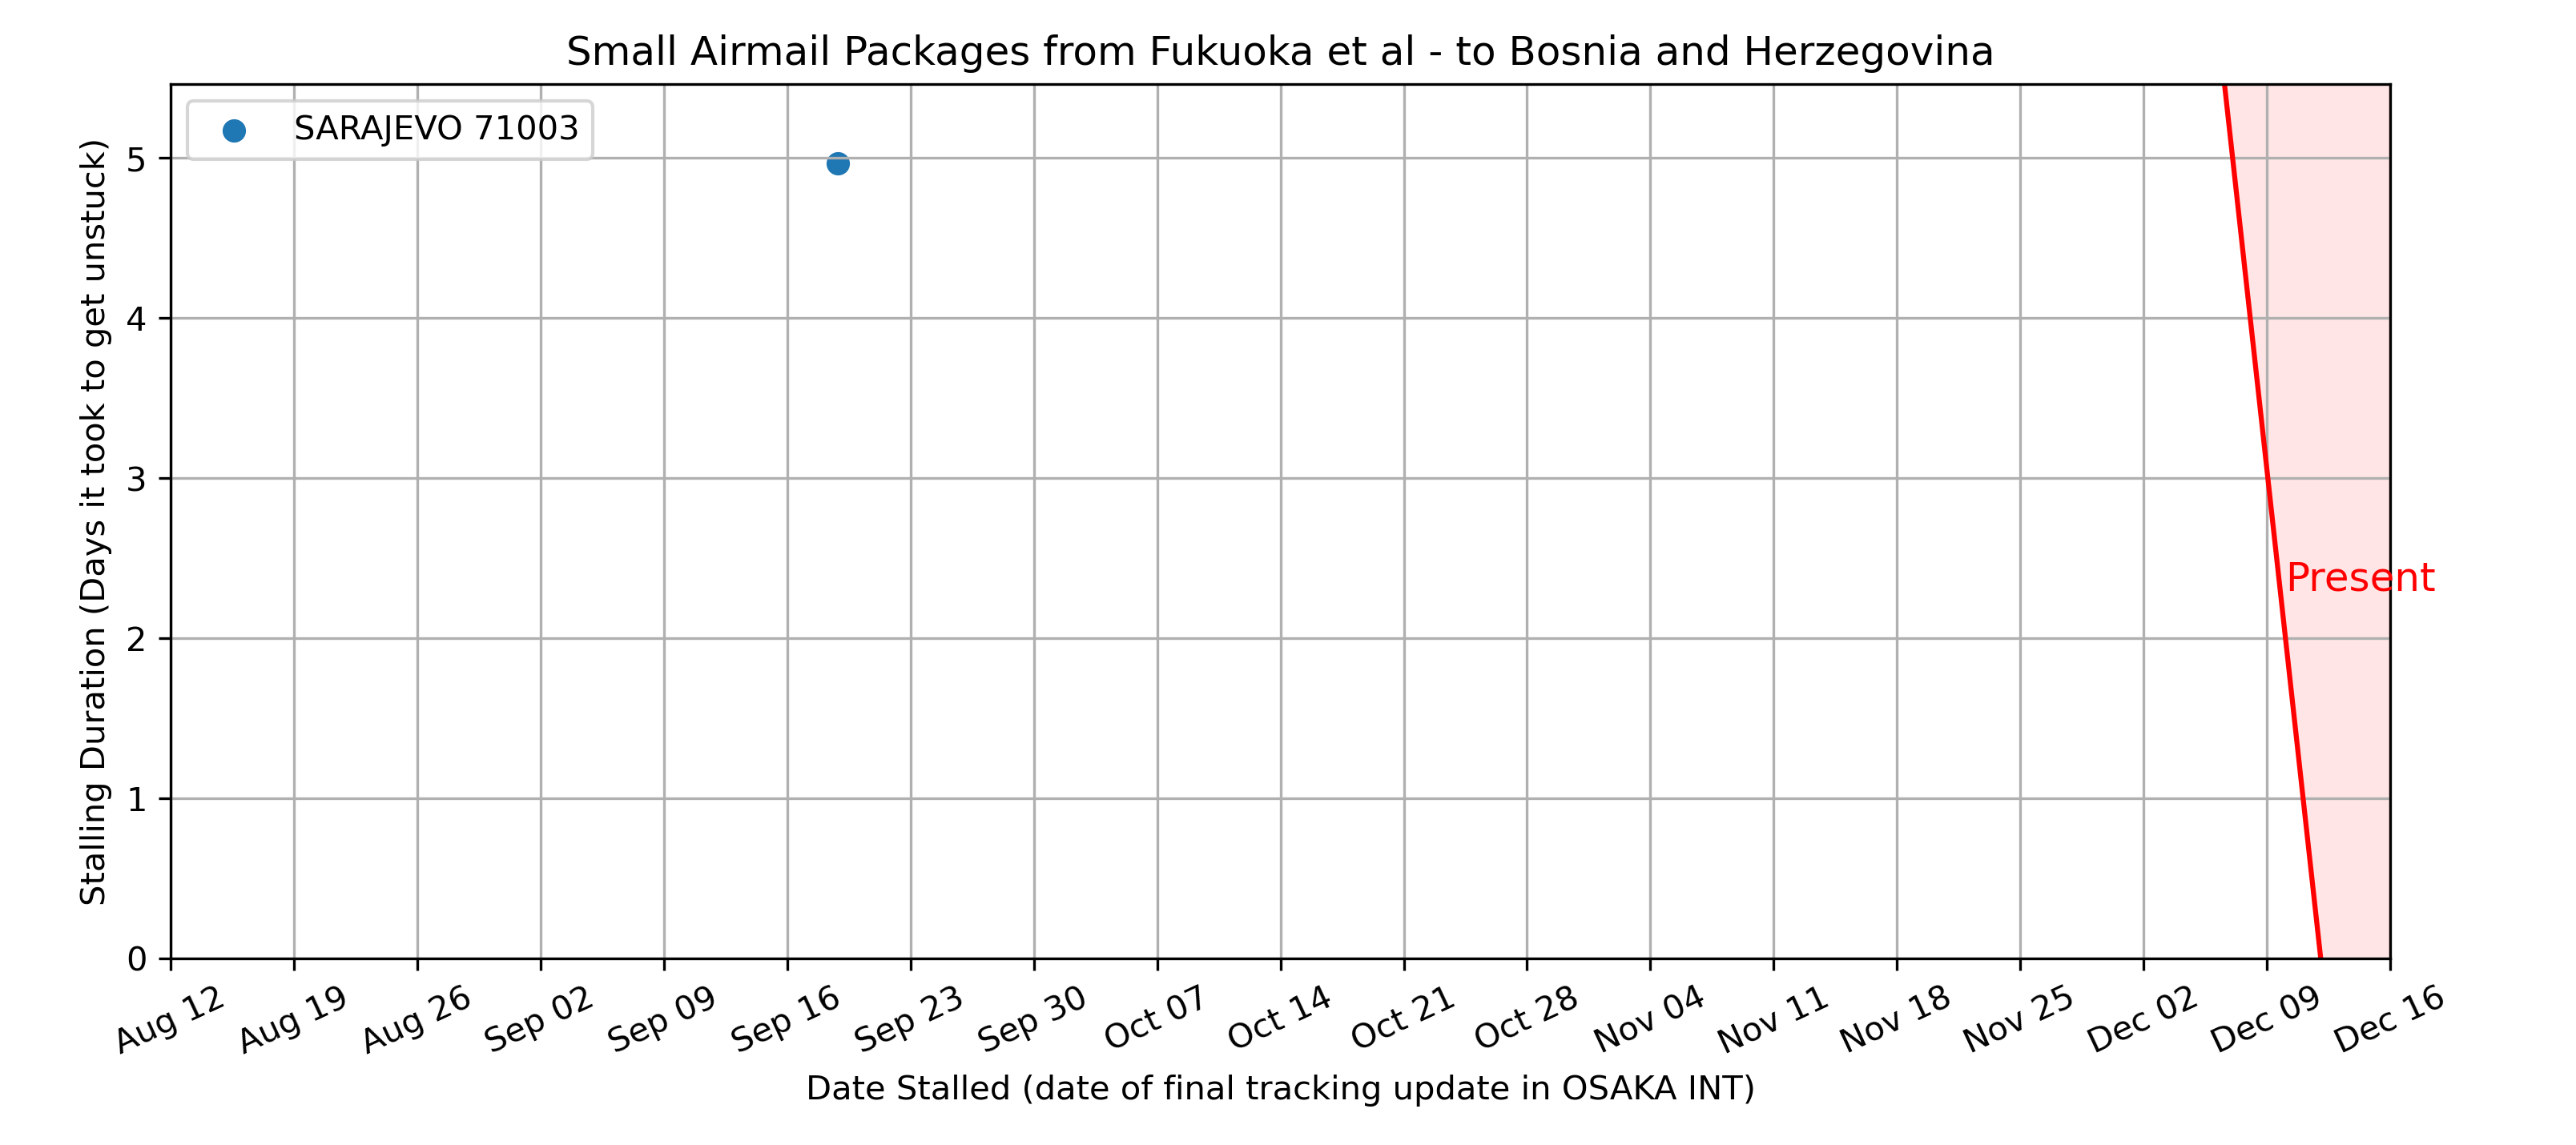 Small Airmail Packages from Fukuoka et al - to Bosnia and Herzegovina
SARAJEVO 71003
Stalling Duration (Days it took to get unstuck)
5
4
3
2
1
0
Present
Aug 12
Aug 19
Aug 26
Sep 02
Sep 09
Sep 16
Sep 23
Sep 30
Oct 07
Oct 14
Oct 21
Oct 28
Nov 04
Nov 11
Nov 18
Nov 25
Dec 02
Dec 09
Dec 16
Date Stalled (date of final tracking update in OSAKA INT)